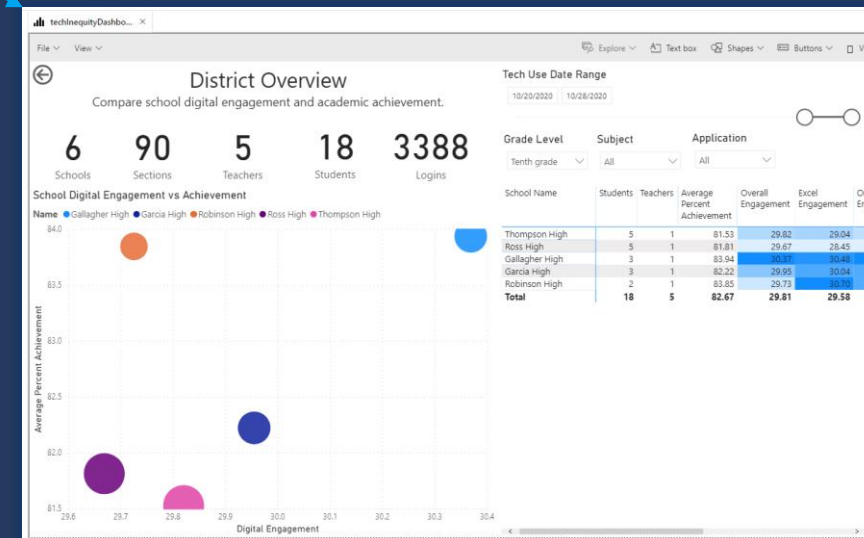 techInequityDashbo... ×
File View Explore Text box Shapes Buttons V
District Overview
Compare school digital engagement and academic achievement.
6 90 5 18 3388
Schools Sections Teachers Students Logins
School Digital Engagement vs Achievement
Name Gallagher High Garcia High Robinson High Ross High Thompson High
84.0
83.5
83.0
82.5
82.0
81.5
Average Percent Achievement
29.6 29.7 29.8 29.9 30.0 30.1 30.2 30.3 30.4
Digital Engagement
Tech Use Date Range
10/20/2020 10/28/2020
Grade Level Subject Application
Tenth grade All All
School Name Students Teachers Average Percent Achievement Overall Engagement Excel Engagement
Thompson High 5 1 81.53 29.82 29.04
Ross High 5 1 81.81 29.67 28.45
Gallagher High 3 1 83.94 30.37 30.48
Garcia High 3 1 82.22 29.95 30.04
Robinson High 2 1 83.85 29.73 30.70
Total 18 5 82.67 29.81 29.58